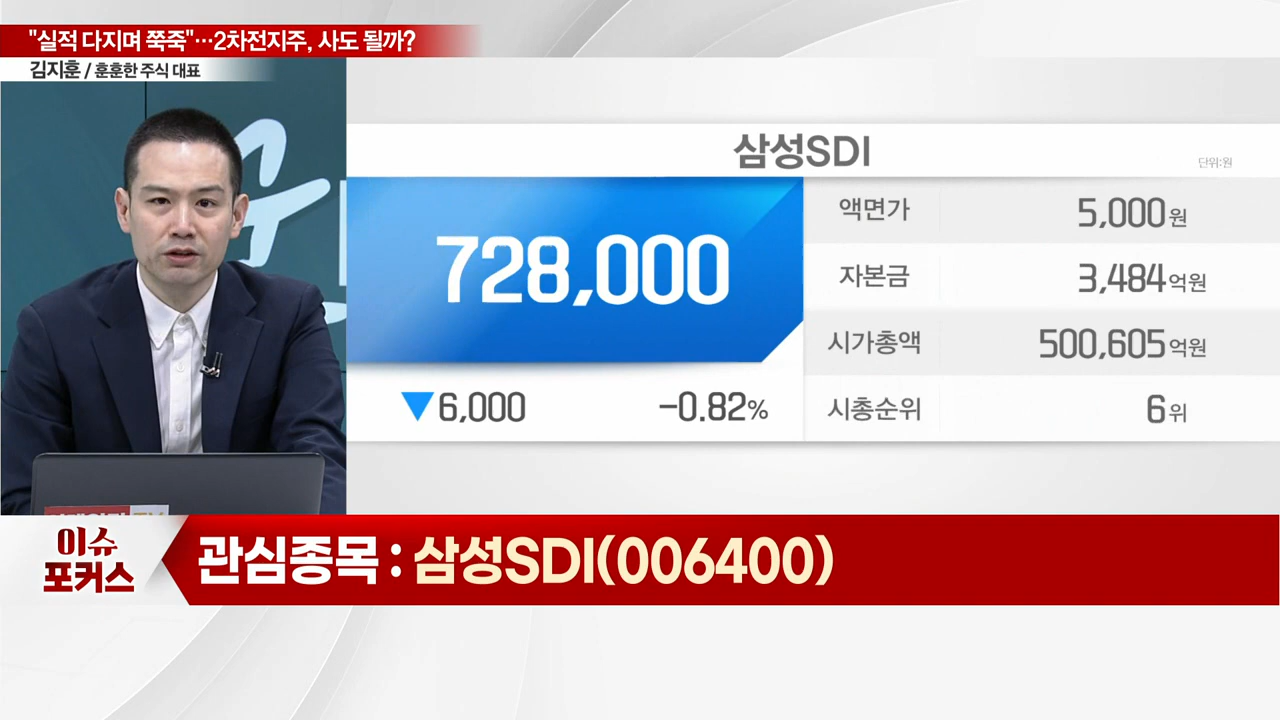 "실적 다지며 쭉쭉"…2차전지주, 사도 될까?
김지훈 / 훈훈한 주식 대표
삼성SDI
단위:원
728,000
▼6,000 -0.82%
액면가 5,000원
자본금 3,484억원
시가총액 500,605억원
시총순위 6위
이슈
포커스
관심종목 : 삼성SDI(006400)